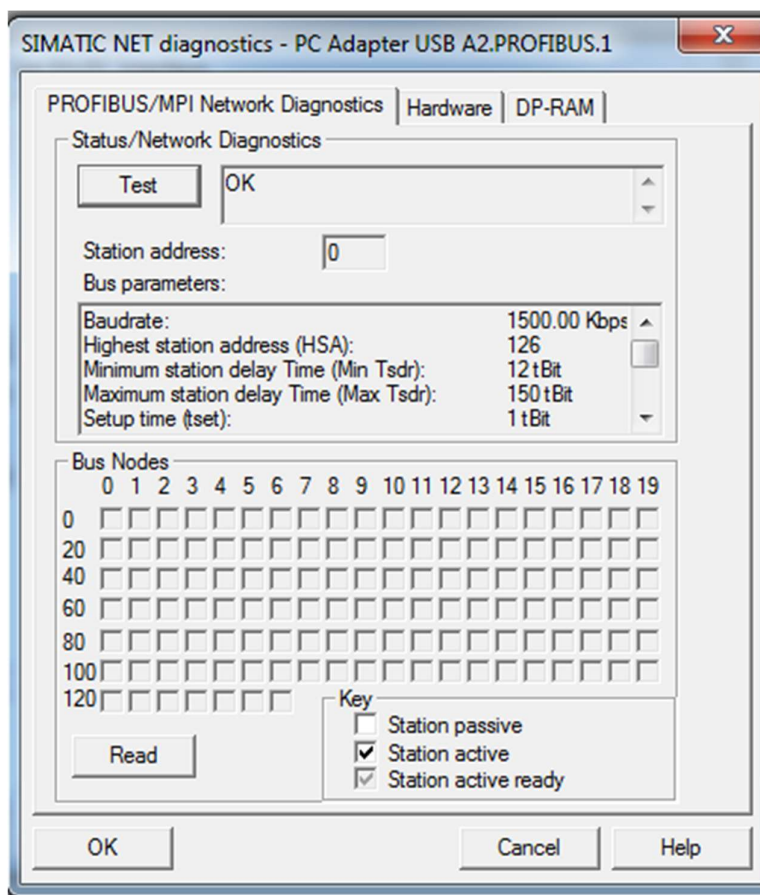 SIMATIC NET diagnostics - PC Adapter USB A2.PROFIBUS.1
PROFIBUS/MPI Network Diagnostics Hardware DP-RAM
Status/Network Diagnostics
Test OK
Station address: 0
Bus parameters:
Baudrate: 1500.00 Kbps
Highest station address (HSA): 126
Minimum station delay Time (Min Tsdr): 12 tBit
Maximum station delay Time (Max Tsdr): 150 tBit
Setup time (tset): 1 tBit
Bus Nodes
0 1 2 3 4 5 6 7 8 9 10 11 12 13 14 15 16 17 18 19
0
20
40
60
80
100
120
Key
Station passive
Station active
Station active ready
Read
OK Cancel Help